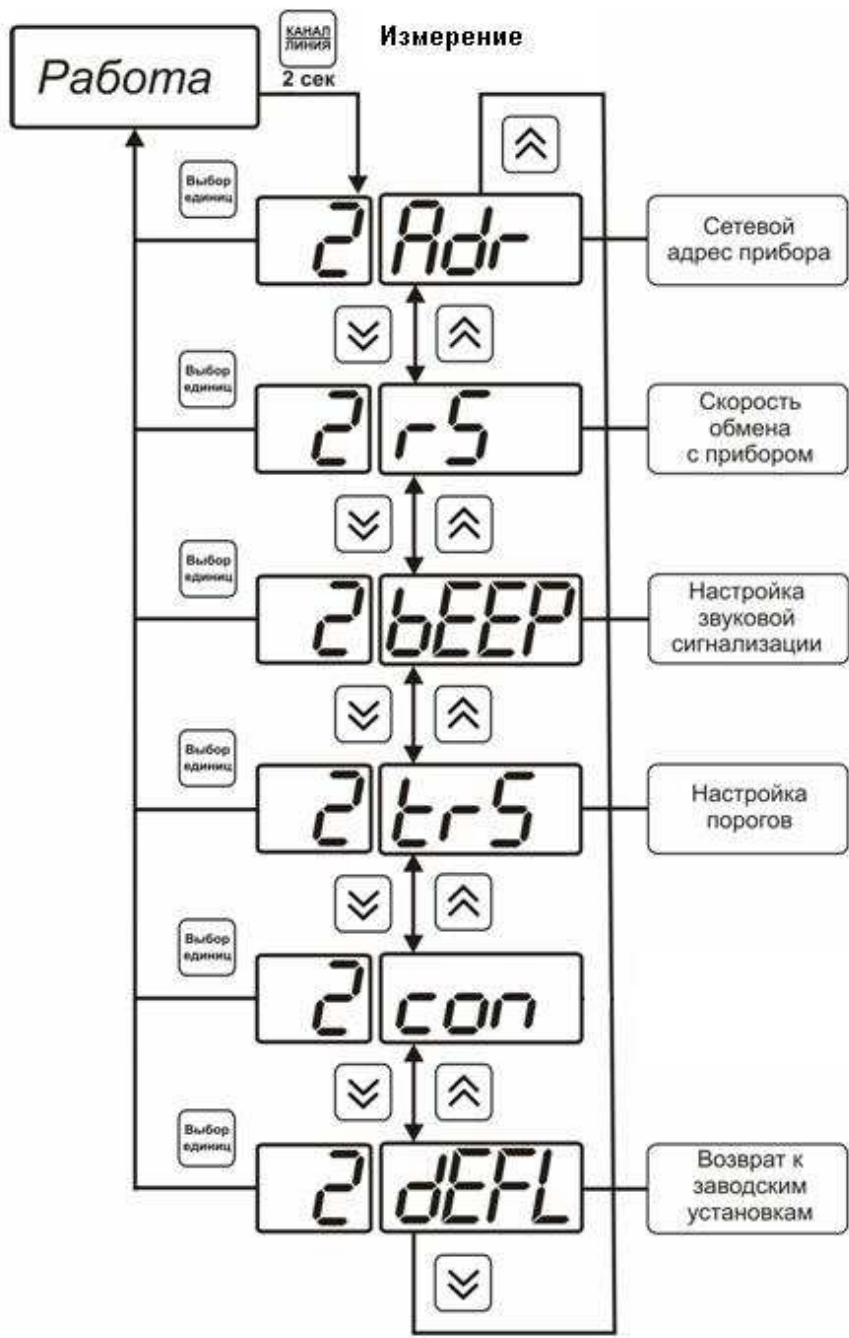 КАНАЛ
ЛИНИЯ
2 сек
Измерение
Работа
Выбор
единиц
2 Adr
Сетевой
адрес прибора
Выбор
единиц
2 rS
Скорость
обмена
с прибором
Выбор
единиц
2 bEEP
Настройка
звуковой
сигнализации
Выбор
единиц
2 trS
Настройка
порогов
Выбор
единиц
2 con
Выбор
единиц
2 dEFL
Возврат к
заводским
установкам